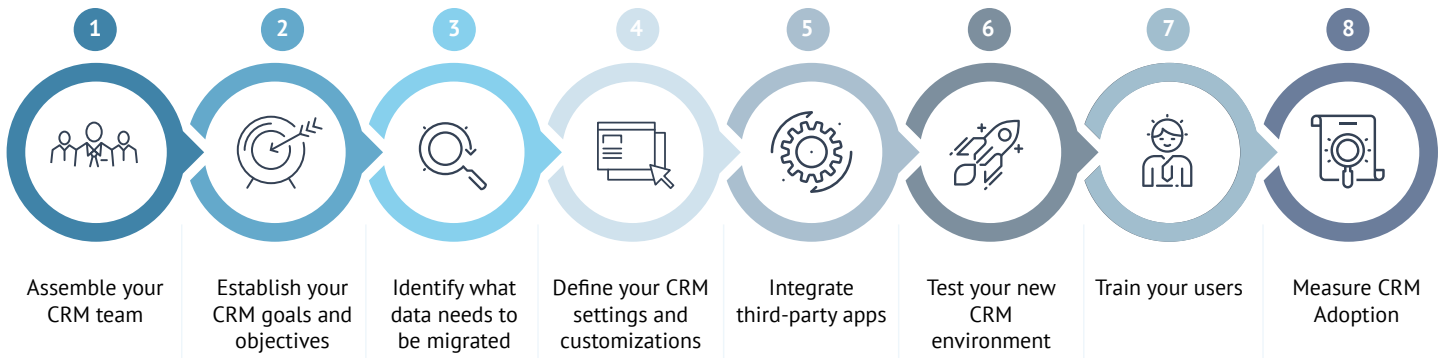 1
2
3
4
5
6
7
8
Assemble your
CRM team
Establish your
CRM goals and
objectives
Identify what
data needs to
be migrated
Define your CRM
settings and
customizations
Integrate
third-party apps
Test your new
CRM
environment
Train your users
Measure CRM
Adoption